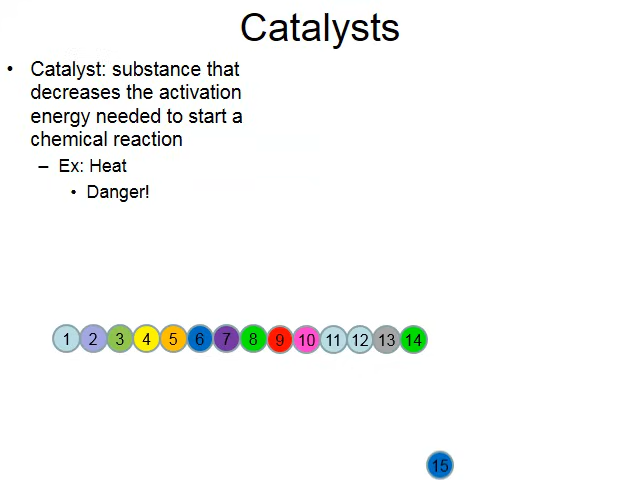 Catalysts
• Catalyst: substance that
decreases the activation
energy needed to start a
chemical reaction
– Ex: Heat
• Danger!
1 2 3 4 5 6 7 8 9 10 11 12 13 14
15